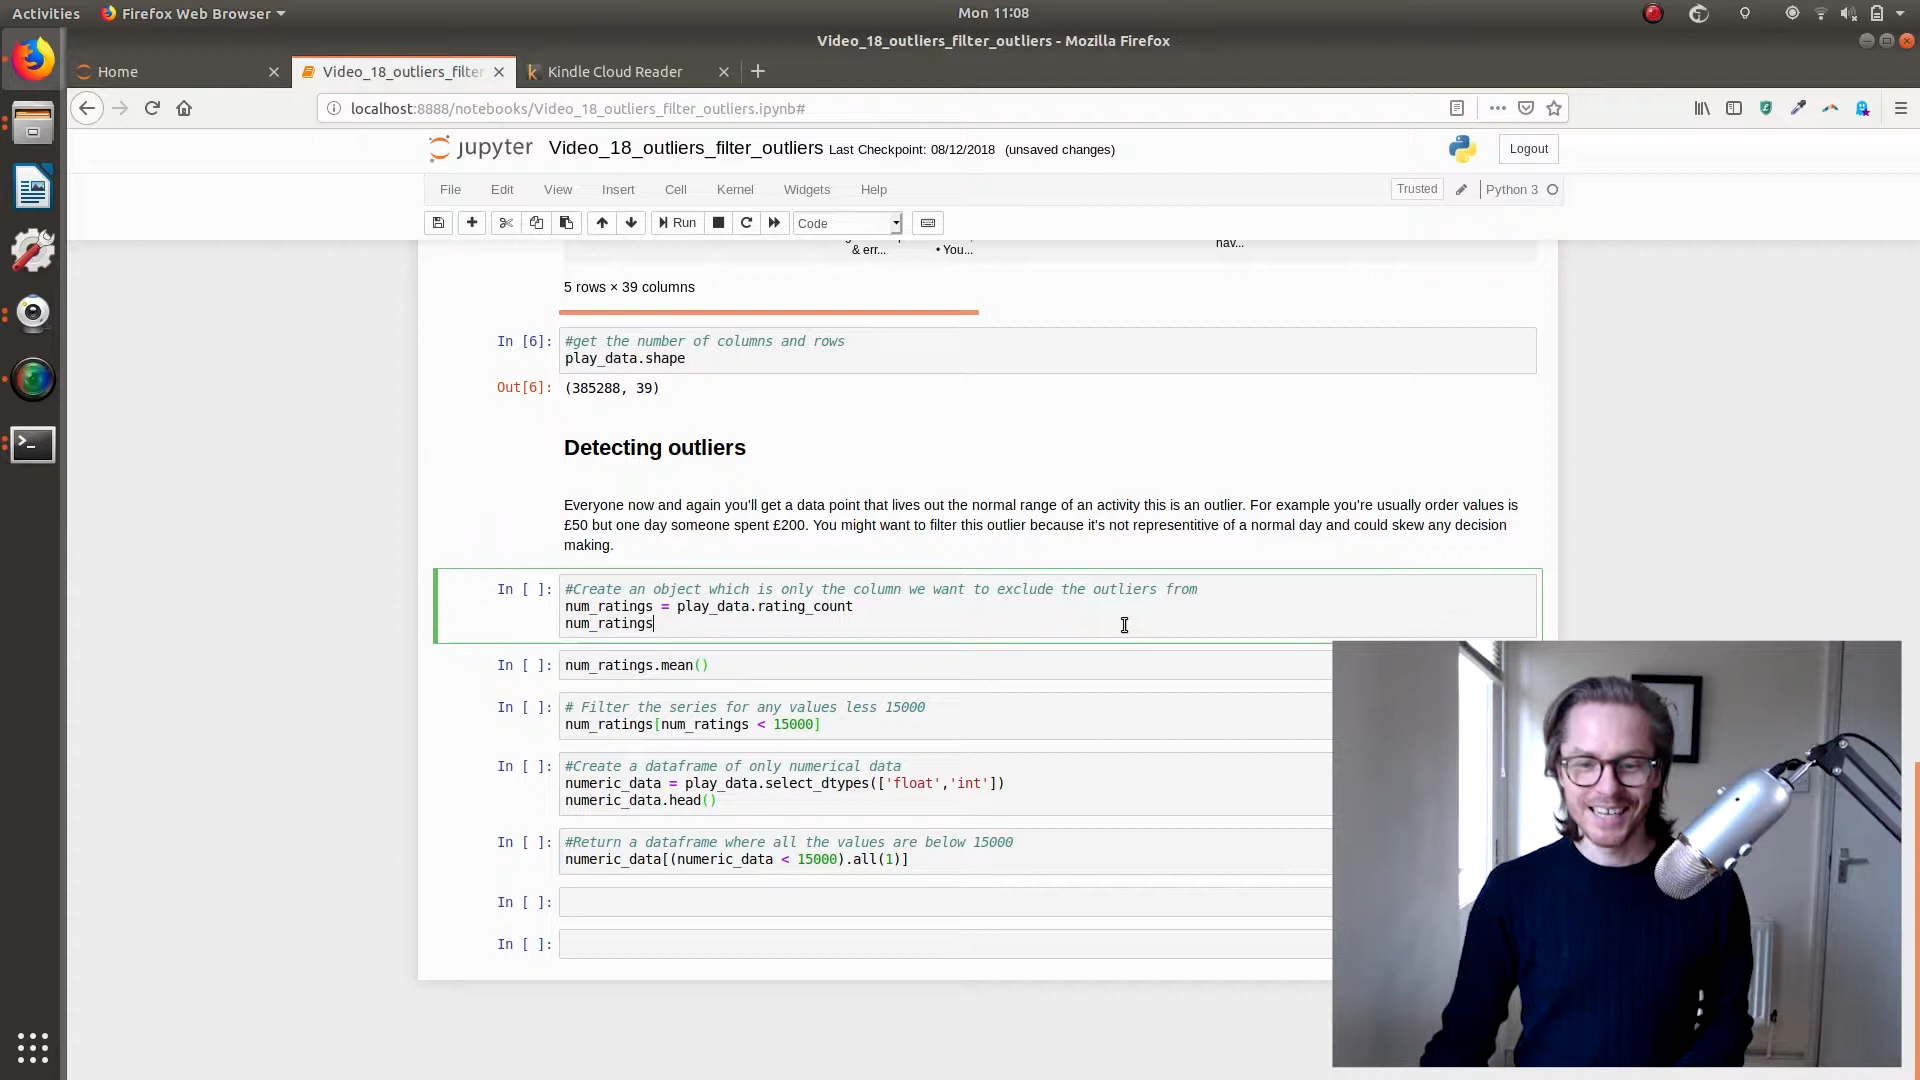 Activities Firefox Web Browser Mon 11:08
Video_18_outliers_filter_outliers - Mozilla Firefox
Home Video_18_outliers_filter Kindle Cloud Reader
localhost:8888/notebooks/Video_18_outliers_filter_outliers.ipynb#
jupyter Video_18_outliers_filter_outliers Last Checkpoint: 08/12/2018 (unsaved changes) Logout
File Edit View Insert Cell Kernel Widgets Help Trusted Python 3
Run Code
& err... • You... nav...
5 rows × 39 columns
In [6]: #get the number of columns and rows
play_data.shape
Out[6]: (385288, 39)
Detecting outliers
Everyone now and again you'll get a data point that lives out the normal range of an activity this is an outlier. For example you're usually order values is
£50 but one day someone spent £200. You might want to filter this outlier because it's not representitive of a normal day and could skew any decision
making.
In [ ]: #Create an object which is only the column we want to exclude the outliers from
num_ratings = play_data.rating_count
num_ratings
In [ ]: num_ratings.mean()
In [ ]: # Filter the series for any values less 15000
num_ratings[num_ratings < 15000]
In [ ]: #Create a dataframe of only numerical data
numeric_data = play_data.select_dtypes(['float','int'])
numeric_data.head()
In [ ]: #Return a dataframe where all the values are below 15000
numeric_data[(numeric_data < 15000).all(1)]
In [ ]:
In [ ]: